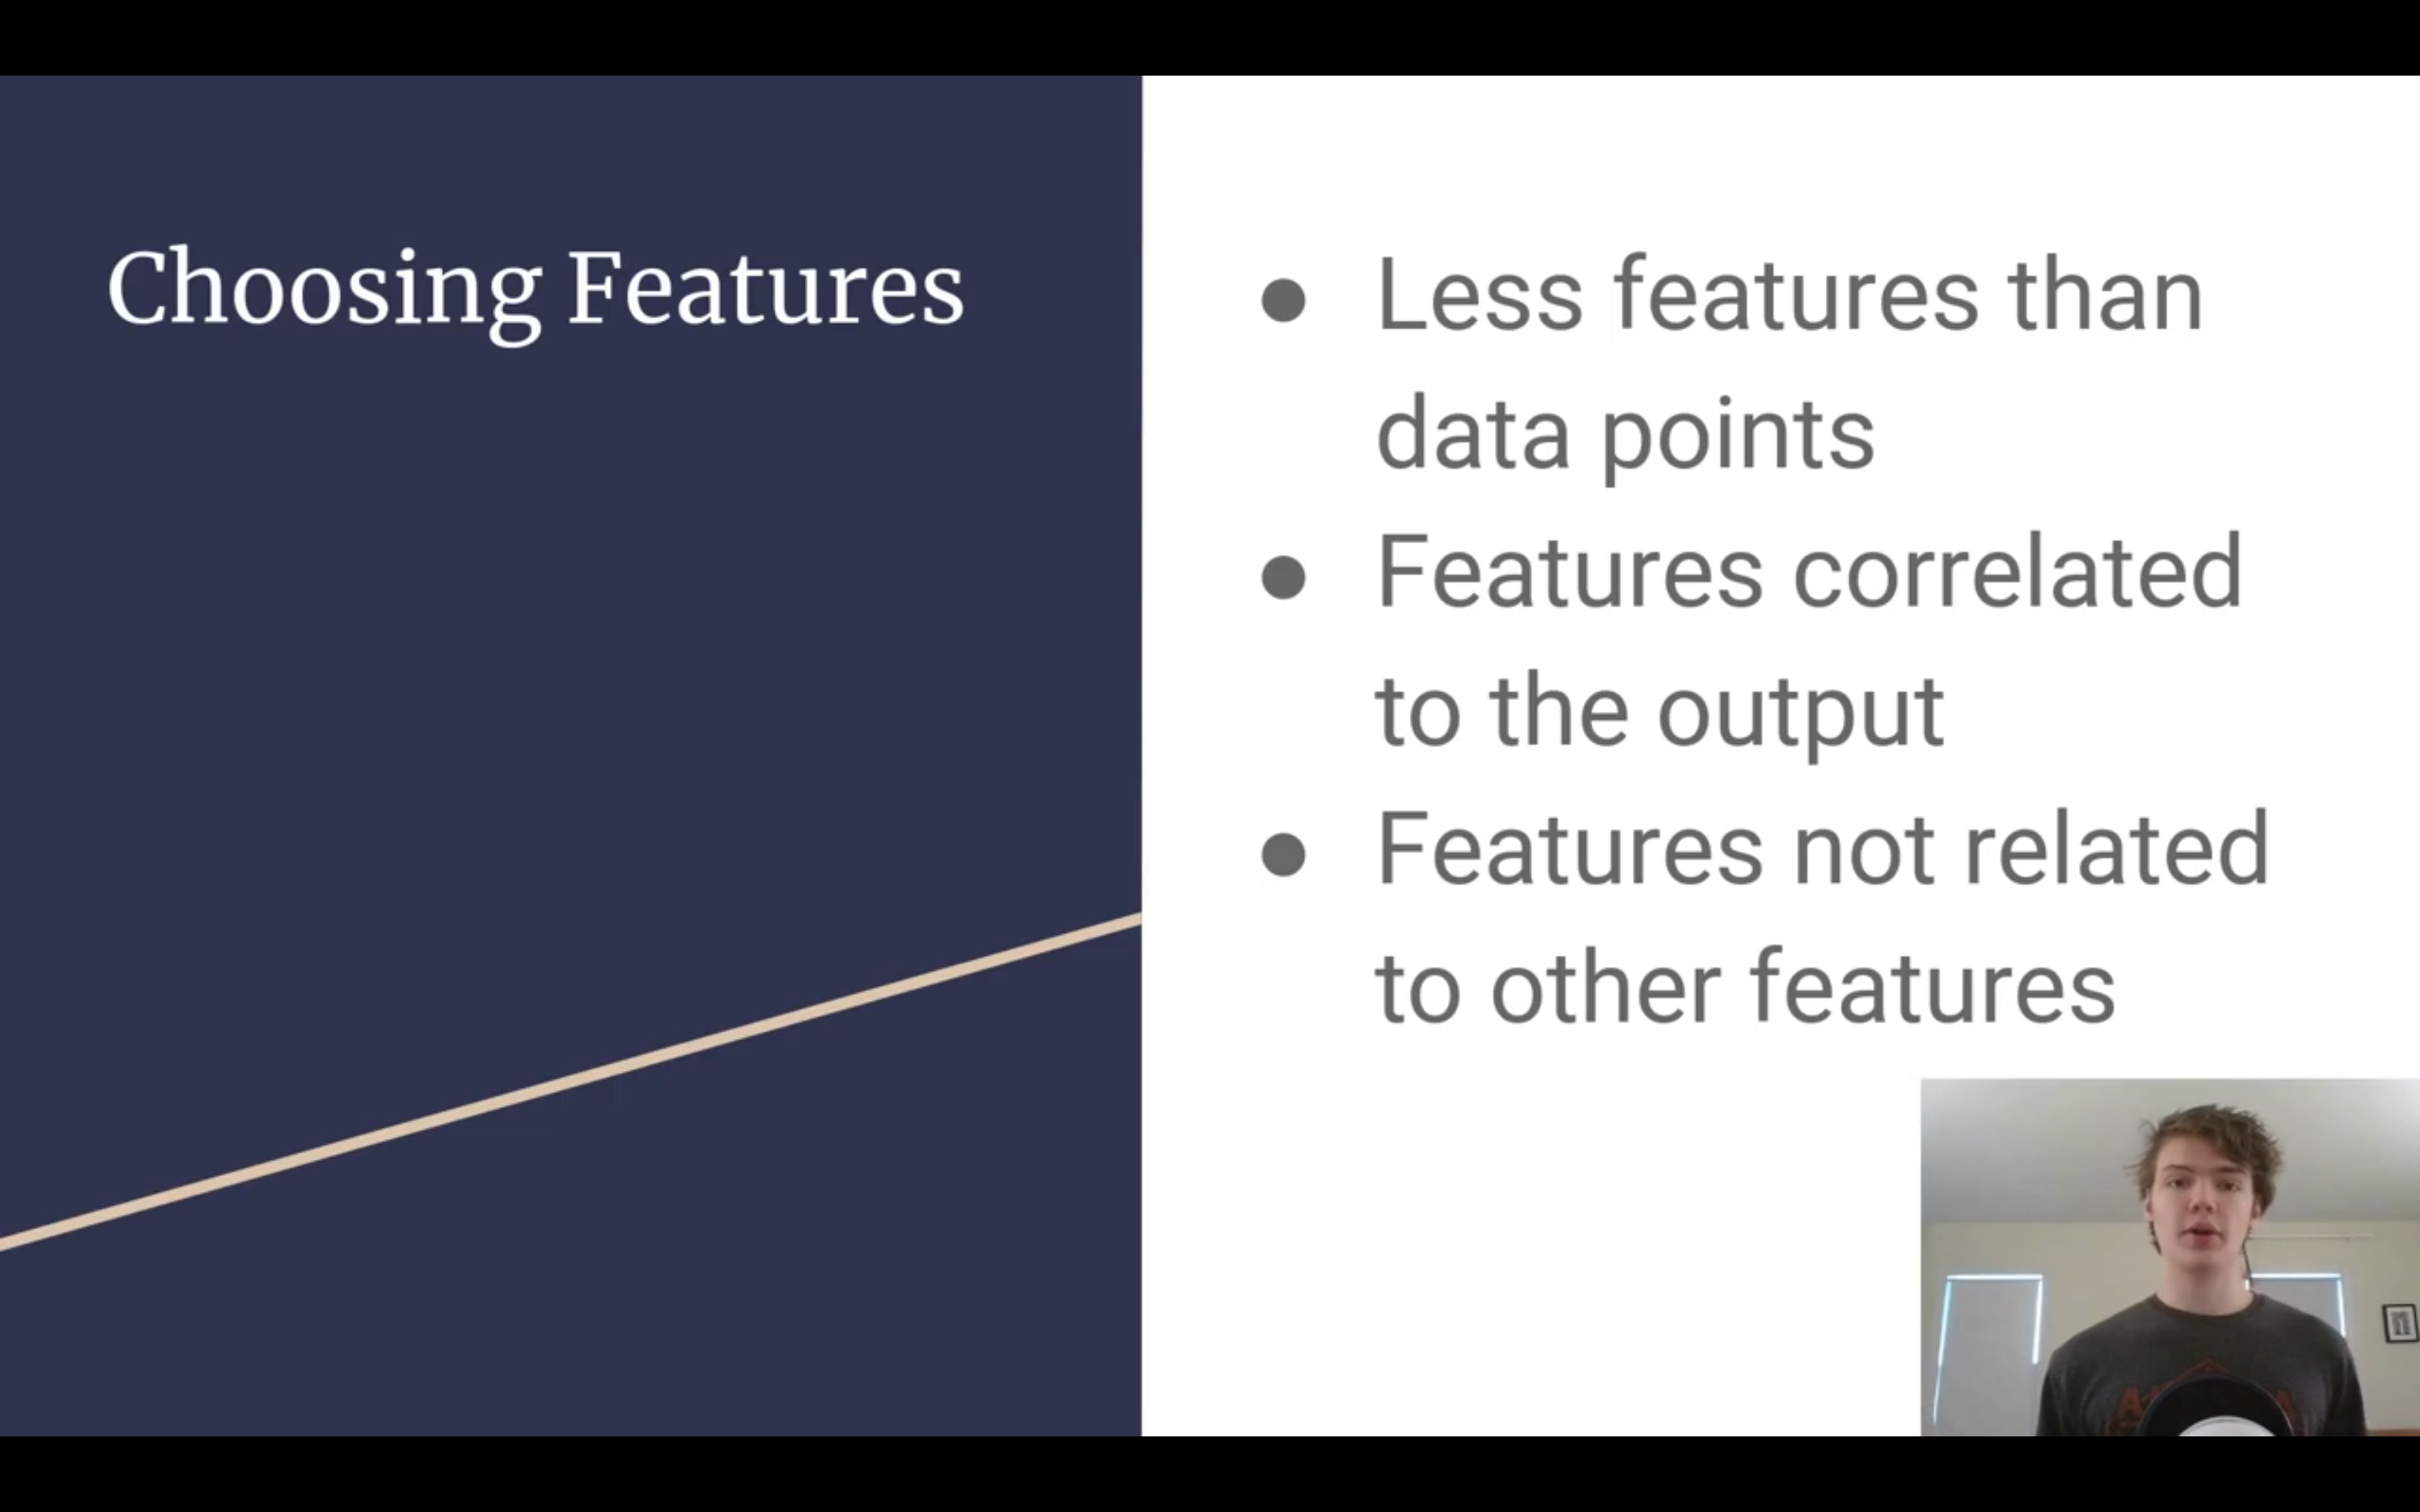 Choosing Features
● Less features than
data points
● Features correlated
to the output
● Features not related
to other features